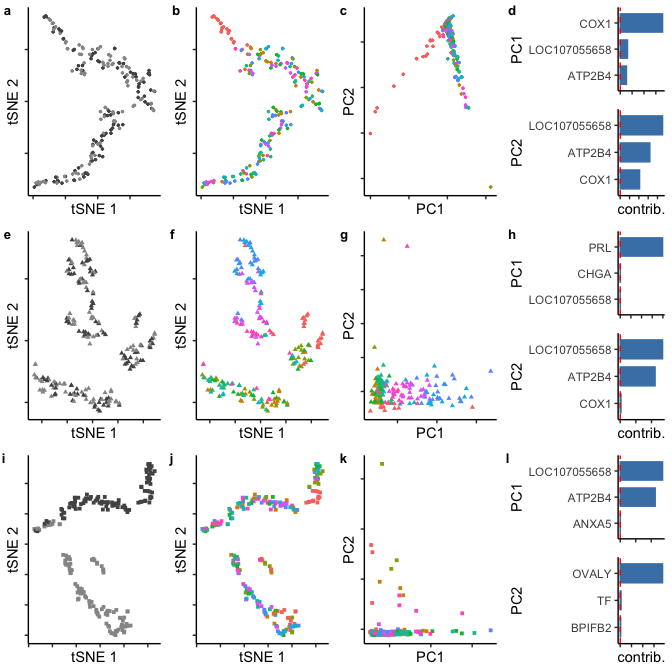 a
tSNE 2
tSNE 1
b
tSNE 2
tSNE 1
c
PC2
PC1
d
PC1
COX1
LOC107055658
ATP2B4
PC2
LOC107055658
ATP2B4
COX1
contrib.
e
tSNE 2
tSNE 1
f
tSNE 2
tSNE 1
g
PC2
PC1
h
PC1
PRL
CHGA
LOC107055658
PC2
LOC107055658
ATP2B4
COX1
contrib.
i
tSNE 2
tSNE 1
j
tSNE 2
tSNE 1
k
PC2
PC1
l
PC1
LOC107055658
ATP2B4
ANXA5
PC2
OVALY
TF
BPIFB2
contrib.